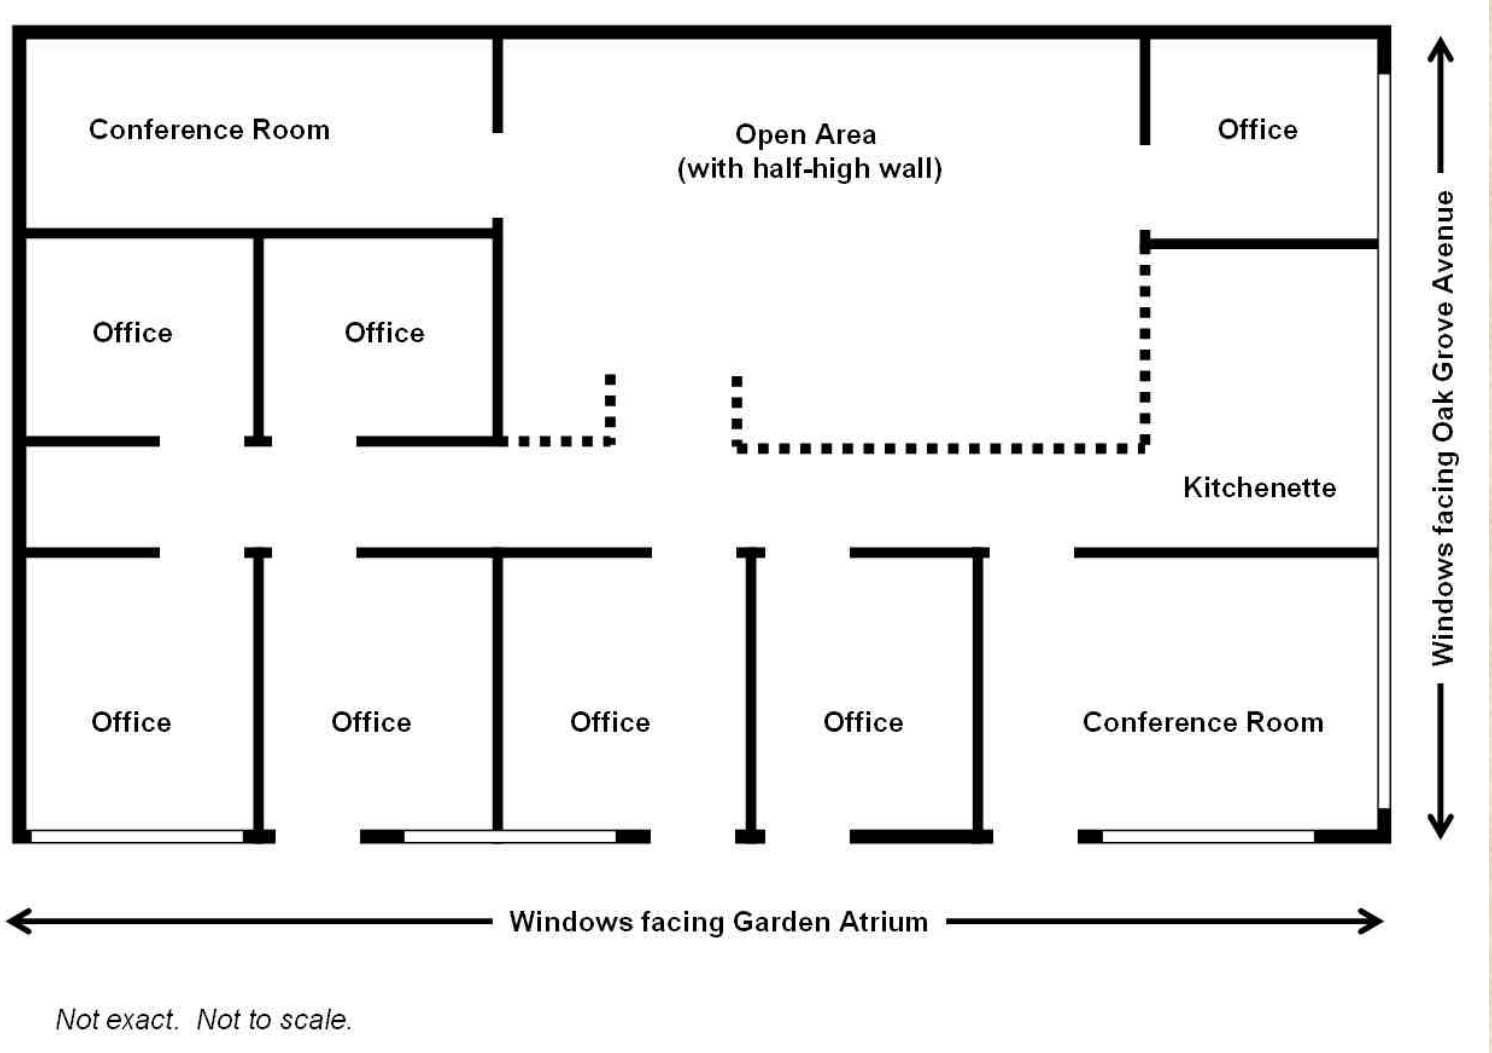 Conference Room
Open Area
(with half-high wall)
Office
Office
Office
Kitchenette
Office
Office
Office
Office
Conference Room
Windows facing Oak Grove Avenue
Windows facing Garden Atrium
Not exact.  Not to scale.